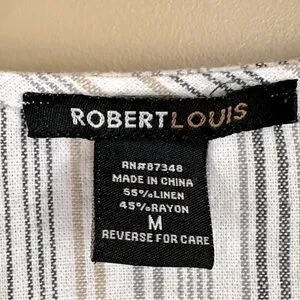 ROBERTLOUIS
RN#87348
MADE IN CHINA
55%LINEN
45%RAYON
M
REVERSE FOR CARE